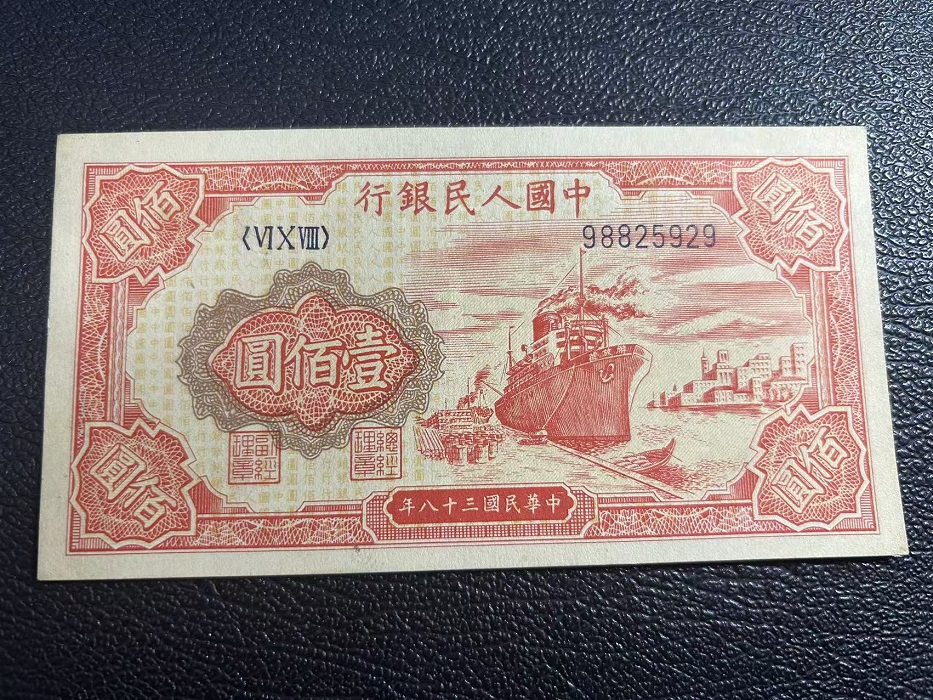 中國人民銀行
佰圓
佰圓
〈ⅥⅩⅧ〉
98825929
壹佰圓
總經理章
副經理章
佰圓
佰圓
中華民國三十八年